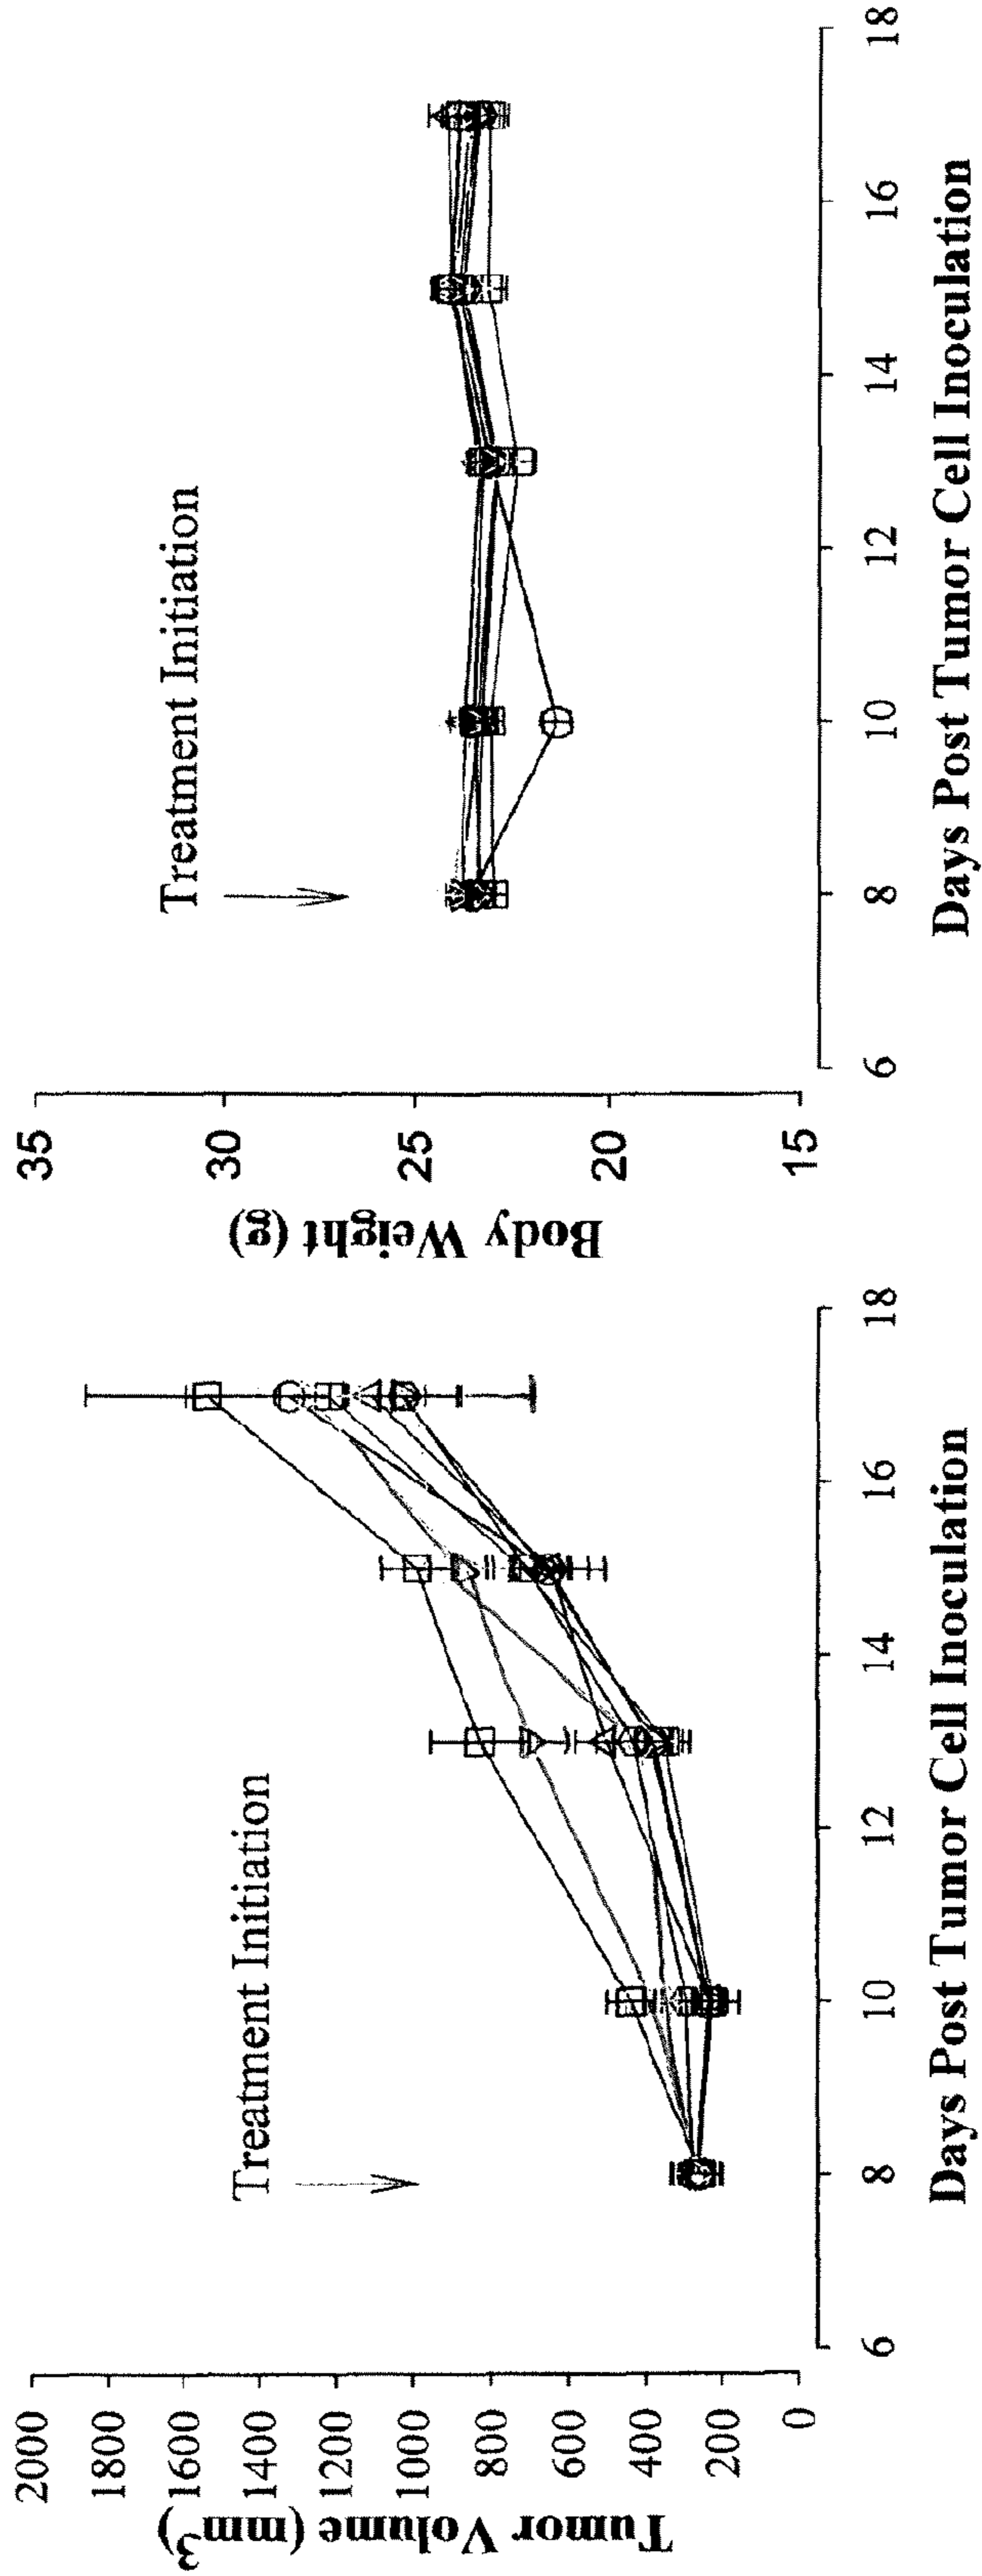 Tumor Volume (mm³)
2000
1800
1600
1400
1200
1000
800
600
400
200
0
Treatment Initiation
6 8 10 12 14 16 18
Days Post Tumor Cell Inoculation
Body Weight (g)
35
30
25
20
15
Treatment Initiation
6 8 10 12 14 16 18
Days Post Tumor Cell Inoculation